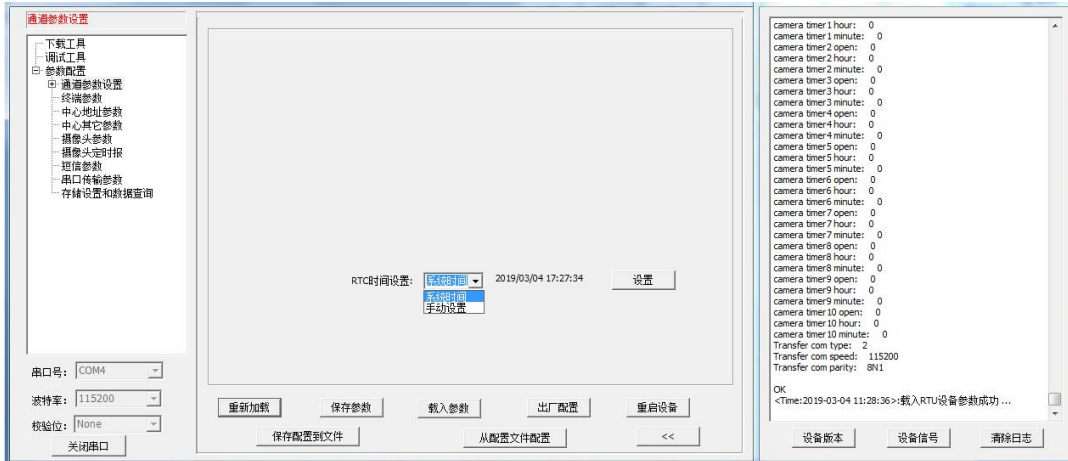 通道参数设置
下载工具
调试工具
参数配置
通道参数设置
终端参数
中心地址参数
中心其它参数
摄像头参数
摄像头定时报
短信参数
串口传输参数
存储设置和数据查询
串口号: COM4
波特率: 115200
校验位: None
关闭串口
RTC时间设置: 系统时间 2019/03/04 17:27:34 设置
系统时间
手动设置
重新加载 保存参数 载入参数 出厂配置 重启设备
保存配置到文件 从配置文件配置 <<
camera timer1 hour: 0
camera timer1 minute: 0
camera timer2 open: 0
camera timer2 hour: 0
camera timer2 minute: 0
camera timer3 open: 0
camera timer3 hour: 0
camera timer3 minute: 0
camera timer4 open: 0
camera timer4 hour: 0
camera timer4 minute: 0
camera timer5 open: 0
camera timer5 hour: 0
camera timer5 minute: 0
camera timer6 open: 0
camera timer6 hour: 0
camera timer6 minute: 0
camera timer7 open: 0
camera timer7 hour: 0
camera timer7 minute: 0
camera timer8 open: 0
camera timer8 hour: 0
camera timer8 minute: 0
camera timer9 open: 0
camera timer9 hour: 0
camera timer9 minute: 0
camera timer10 open: 0
camera timer10 hour: 0
camera timer10 minute: 0
Transfer com type: 2
Transfer com speed: 115200
Transfer com parity: 8N1
OK
<Time:2019-03-04 11:28:36>:载入RTU设备参数成功 ...
设备版本 设备信号 清除日志